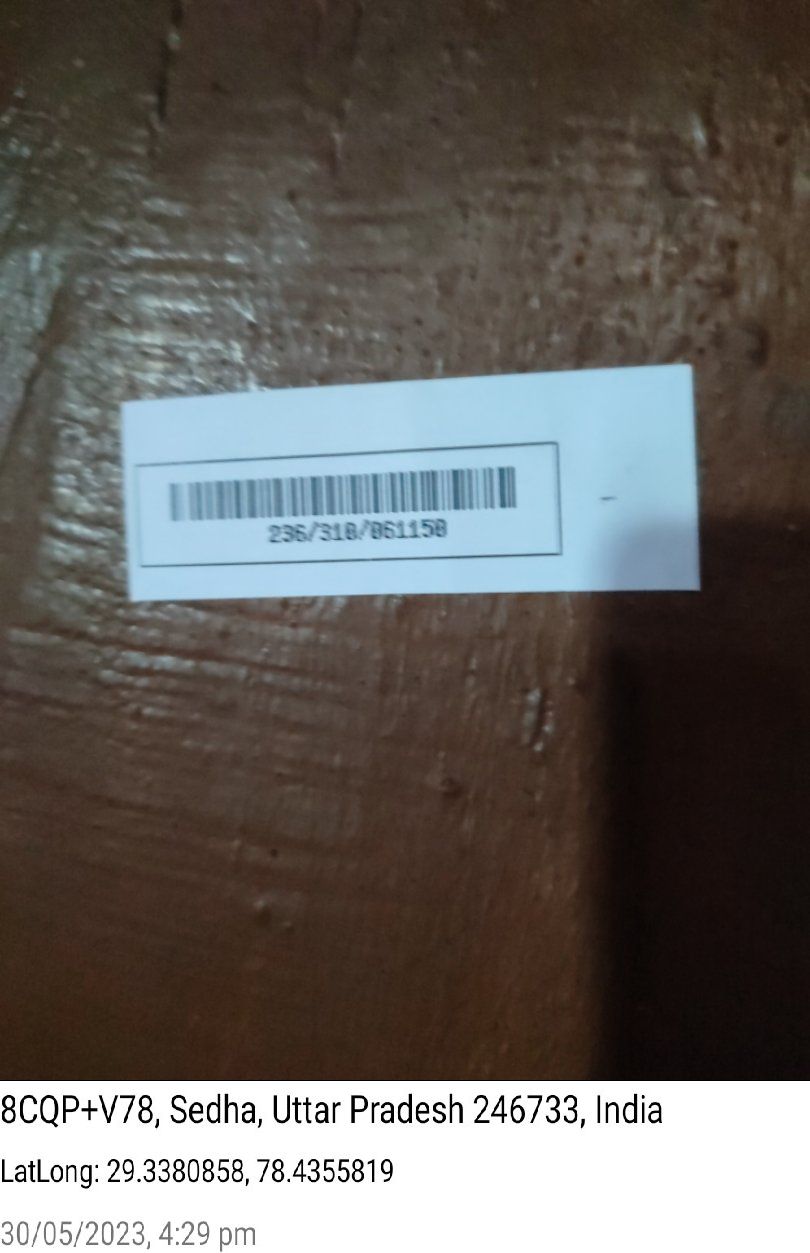 236/310/061150
8CQP+V78, Sedha, Uttar Pradesh 246733, India
LatLong: 29.3380858, 78.4355819
30/05/2023, 4:29 pm